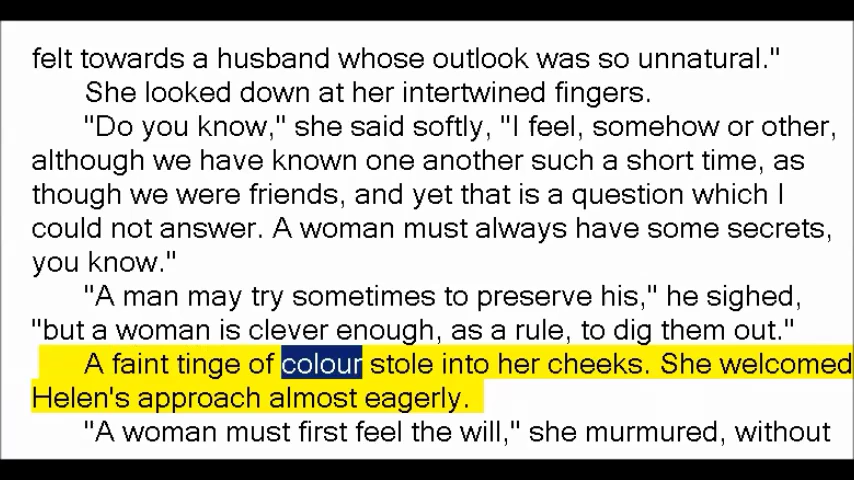 felt towards a husband whose outlook was so unnatural."
She looked down at her intertwined fingers.
"Do you know," she said softly, "I feel, somehow or other,
although we have known one another such a short time, as
though we were friends, and yet that is a question which I
could not answer. A woman must always have some secrets,
you know."
"A man may try sometimes to preserve his," he sighed,
"but a woman is clever enough, as a rule, to dig them out."
A faint tinge of colour stole into her cheeks. She welcomed
Helen's approach almost eagerly.
"A woman must first feel the will," she murmured, without